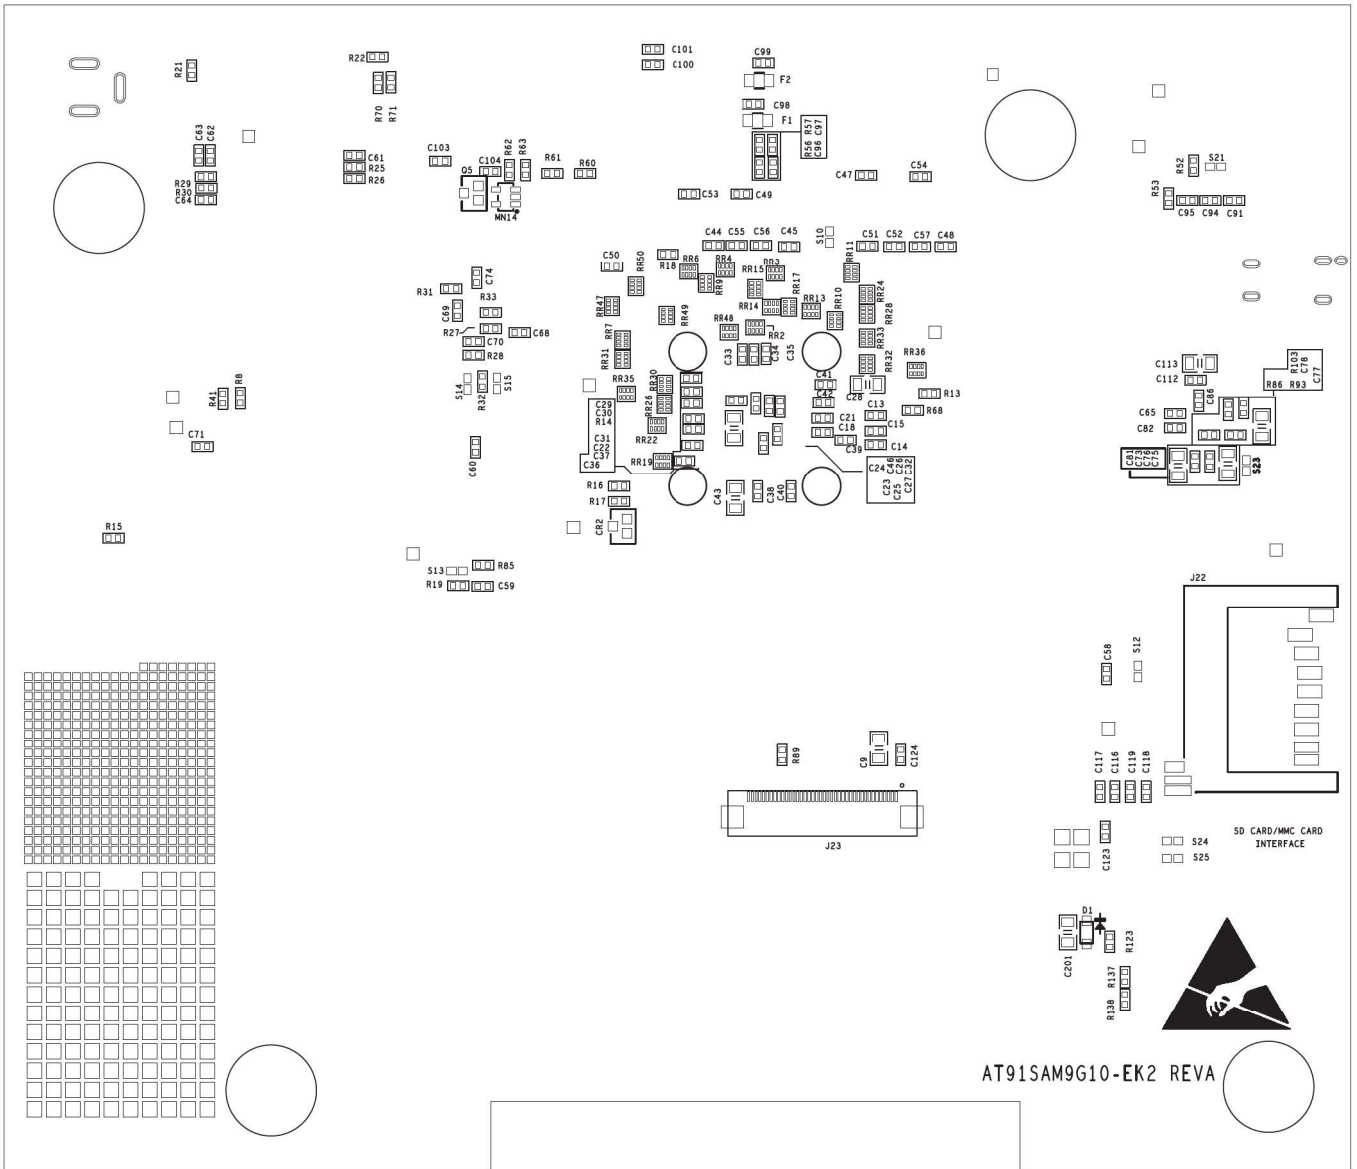 C101
C100
C99
F2
C98
F1
R57
C97
R56
C96
R22
R21
R70
R71
C63
C62
R29
R30
C64
C61
R25
R26
C103
C104
R62
R63
R61
R60
Q5
MN14
C53
C49
C47
C54
R52
S21
R53
C95
C94
C91
C44
C55
C56
C45
S10
C51
C52
C57
C48
C50
RR50
R18
RR6
RR9
RR4
RR15
RR3
RR17
RR11
RR24
RR28
RR47
RR49
RR14
RR13
RR10
RR48
RR2
RR7
RR31
RR33
RR32
RR36
C33
C34
C35
R31
C74
C69
R33
R27
C70
R28
C68
S14
R32
S15
RR35
RR30
RR26
RR22
RR19
C41
C42
C28
C21
C18
C39
C13
C15
C14
R13
R68
C29
C30
R14
C31
C22
C37
C36
C24
C46
C26
C32
C23
C25
C27
R41
R8
C71
C60
R16
R17
CR2
C43
C38
C40
C113
C112
C86
R103
C78
C77
R86
R93
C65
C82
C81
C73
C76
C75
S23
R15
S13
R85
R19
C59
J22
C58
S12
R89
C9
C124
J23
C117
C116
C119
C118
C123
S24
S25
SD CARD/MMC CARD
INTERFACE
D1
C201
R123
R137
R138
AT91SAM9G10-EK2 REVA